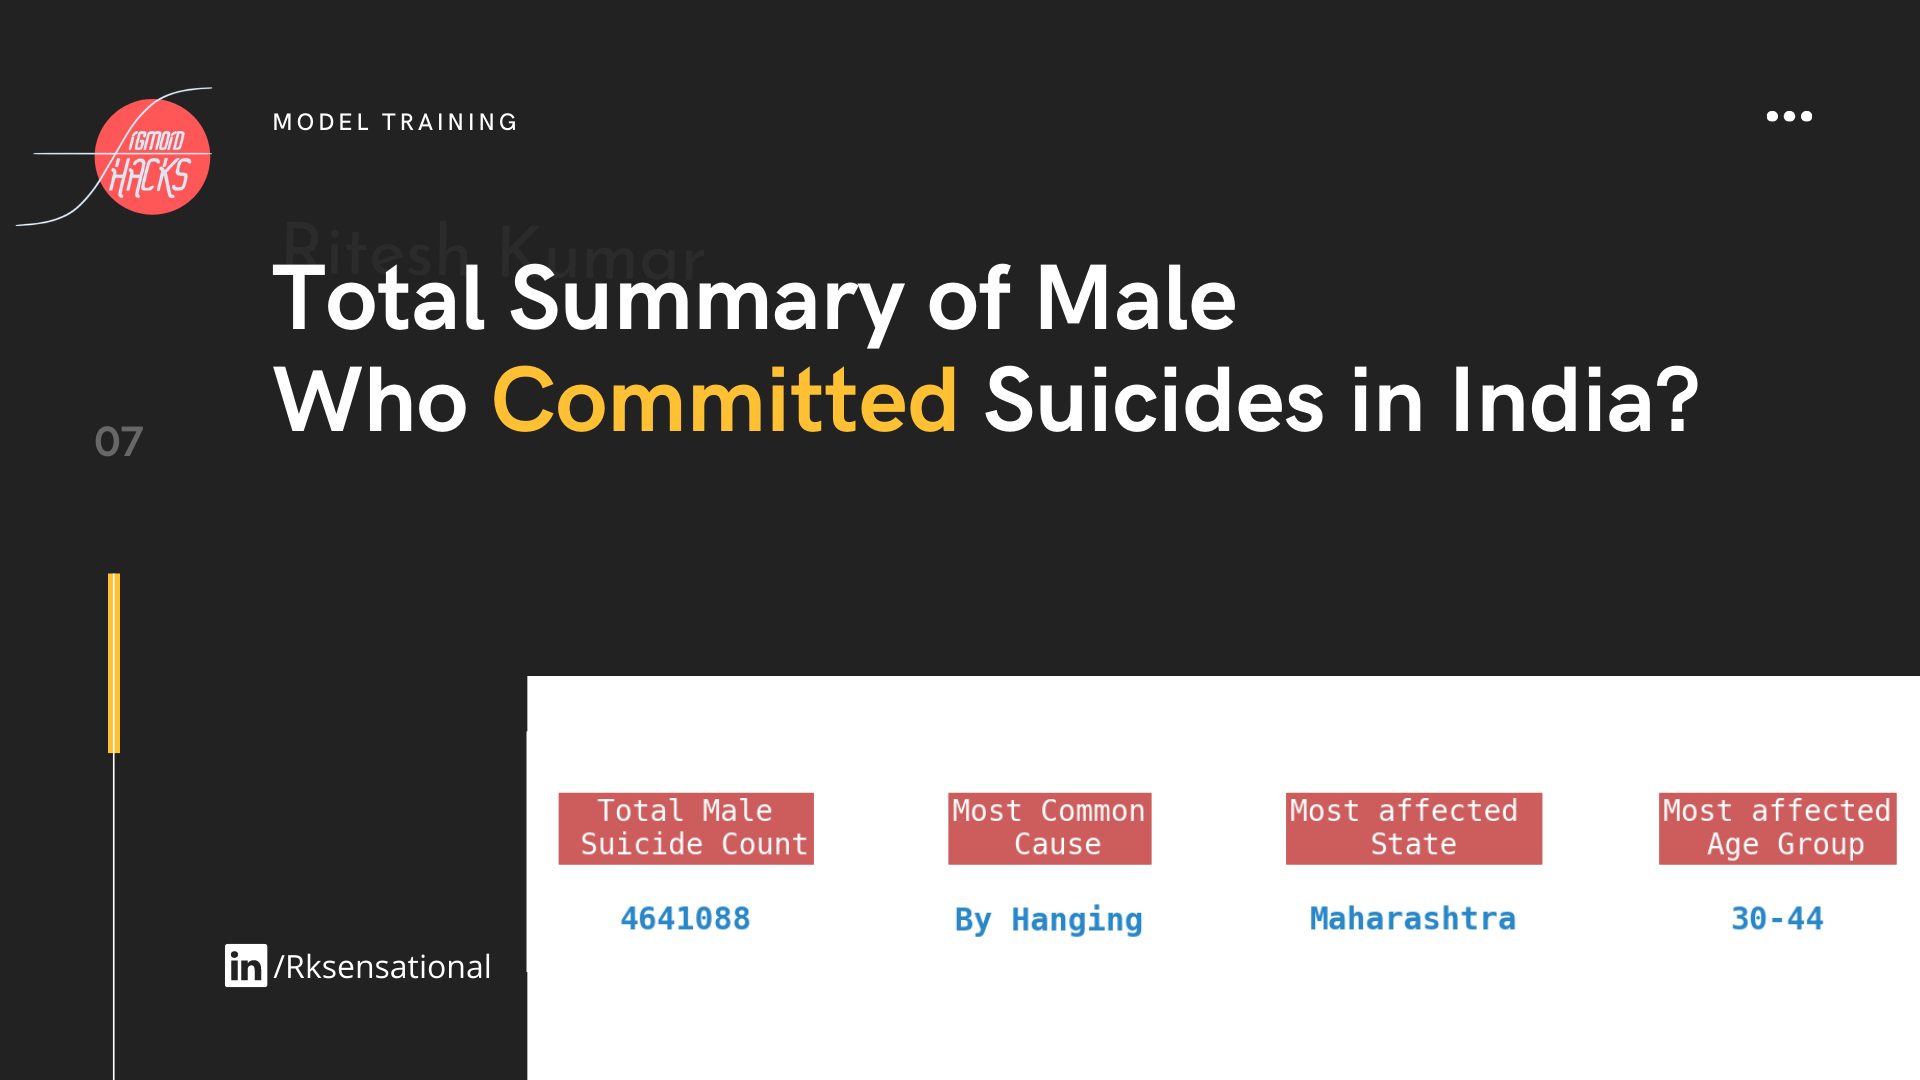 SIGMOID
HACKS
MODEL TRAINING
Ritesh Kumar
Total Summary of Male
Who Committed Suicides in India?
07
Total Male
Suicide Count
4641088
Most Common
Cause
By Hanging
Most affected
State
Maharashtra
Most affected
Age Group
30-44
in /Rksensational